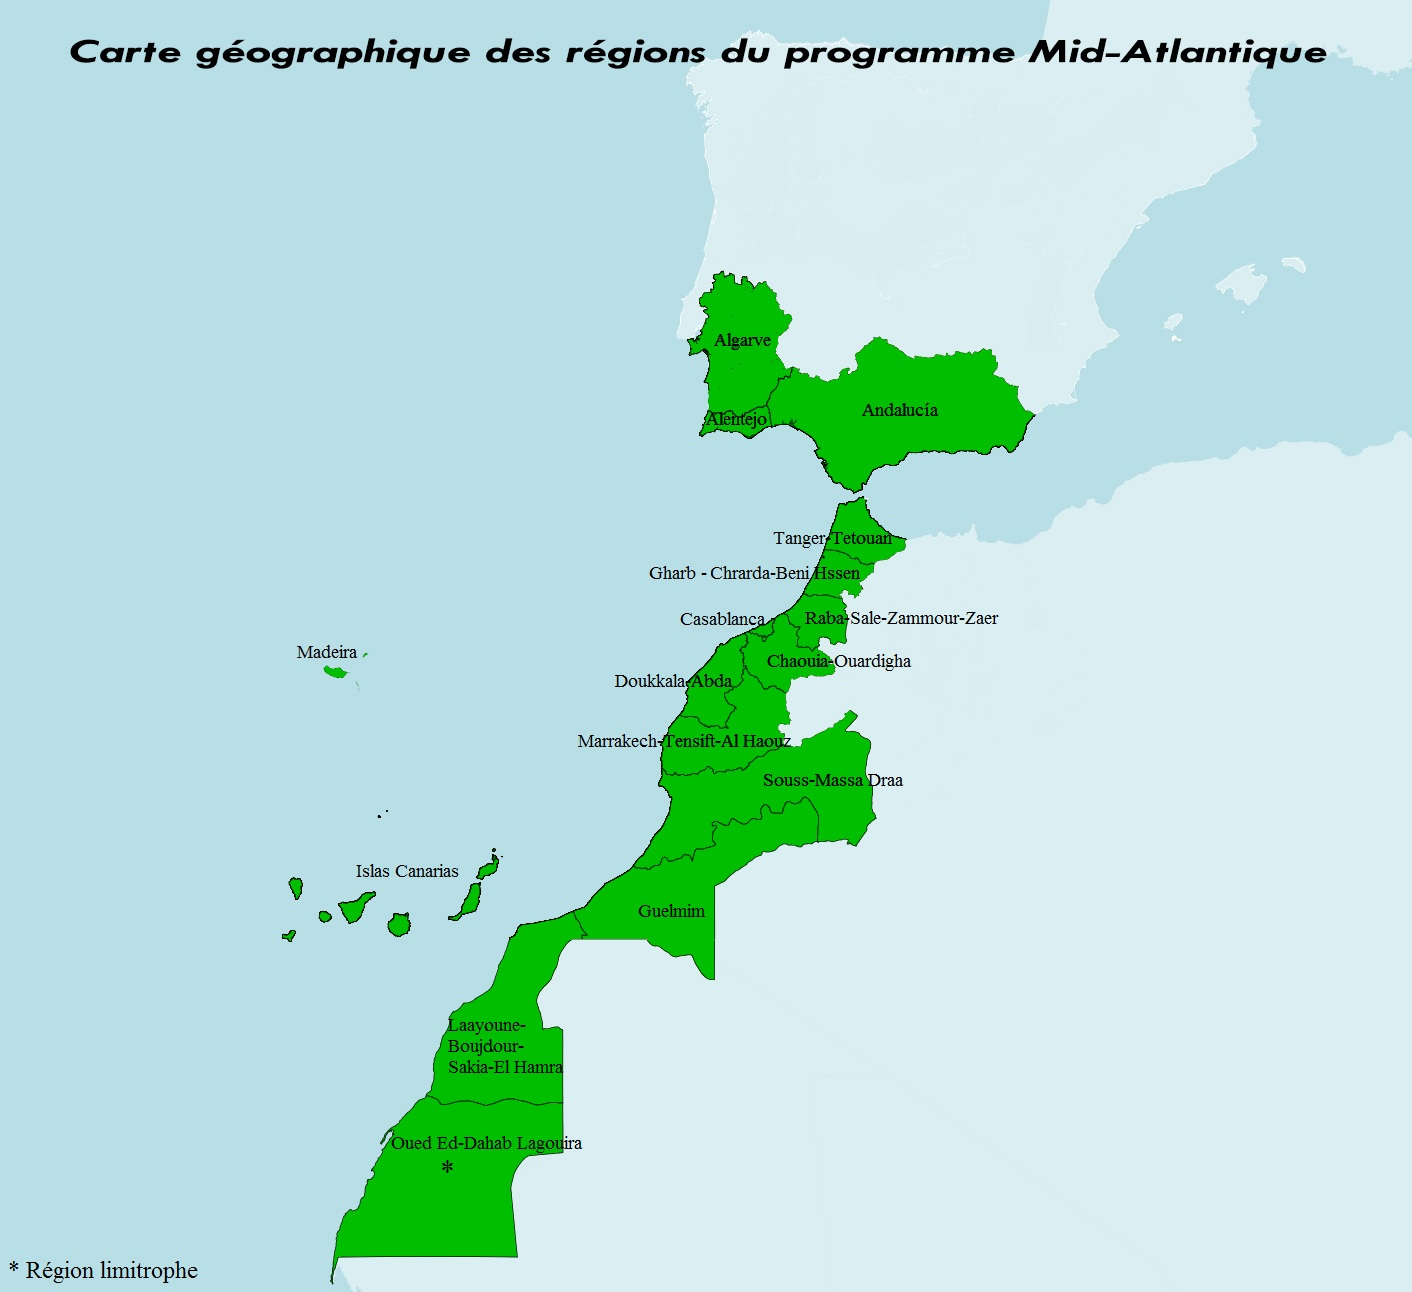 Carte géographique des régions du programme Mid-Atlantique
Algarve
Andalucía
Alentejo
Tanger-Tetouan
Gharb - Chrarda-Beni Hssen
Casablanca
Raba-Sale-Zammour-Zaer
Madeira
Chaouia-Ouardigha
Doukkala-Abda
Marrakech-Tensift-Al Haouz
Souss-Massa Draa
Islas Canarias
Guelmim
Laayoune-
Boujdour-
Sakia-El Hamra
Oued Ed-Dahab Lagouira
*
* Région limitrophe